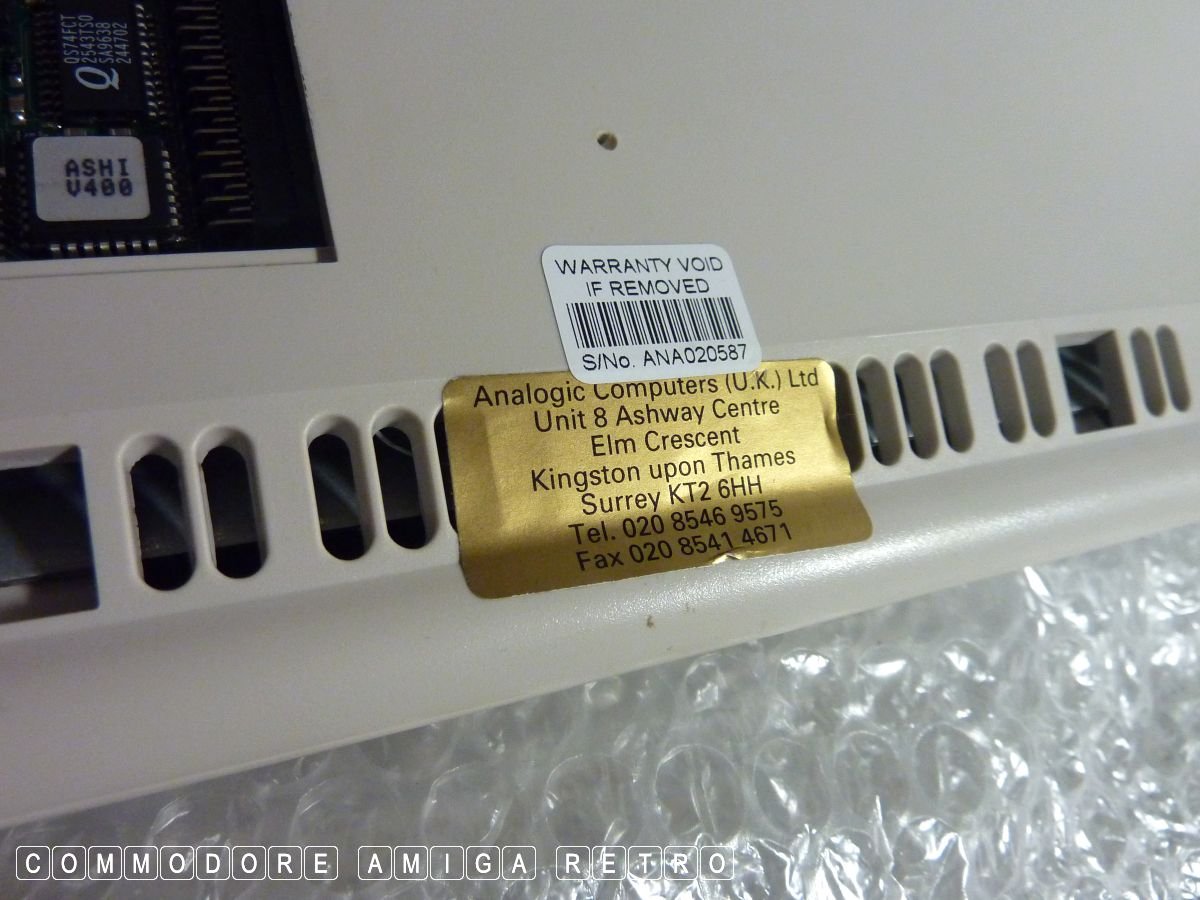 QS74FCT
2543TSO
SA9638
244702
Q
ASHI
V400
WARRANTY VOID
IF REMOVED
S/No. ANA020587
Analogic Computers (U.K.) Ltd
Unit 8 Ashway Centre
Elm Crescent
Kingston upon Thames
Surrey KT2 6HH
Tel. 020 8546 9575
Fax 020 8541 4671
COMMODORE AMIGA RETRO